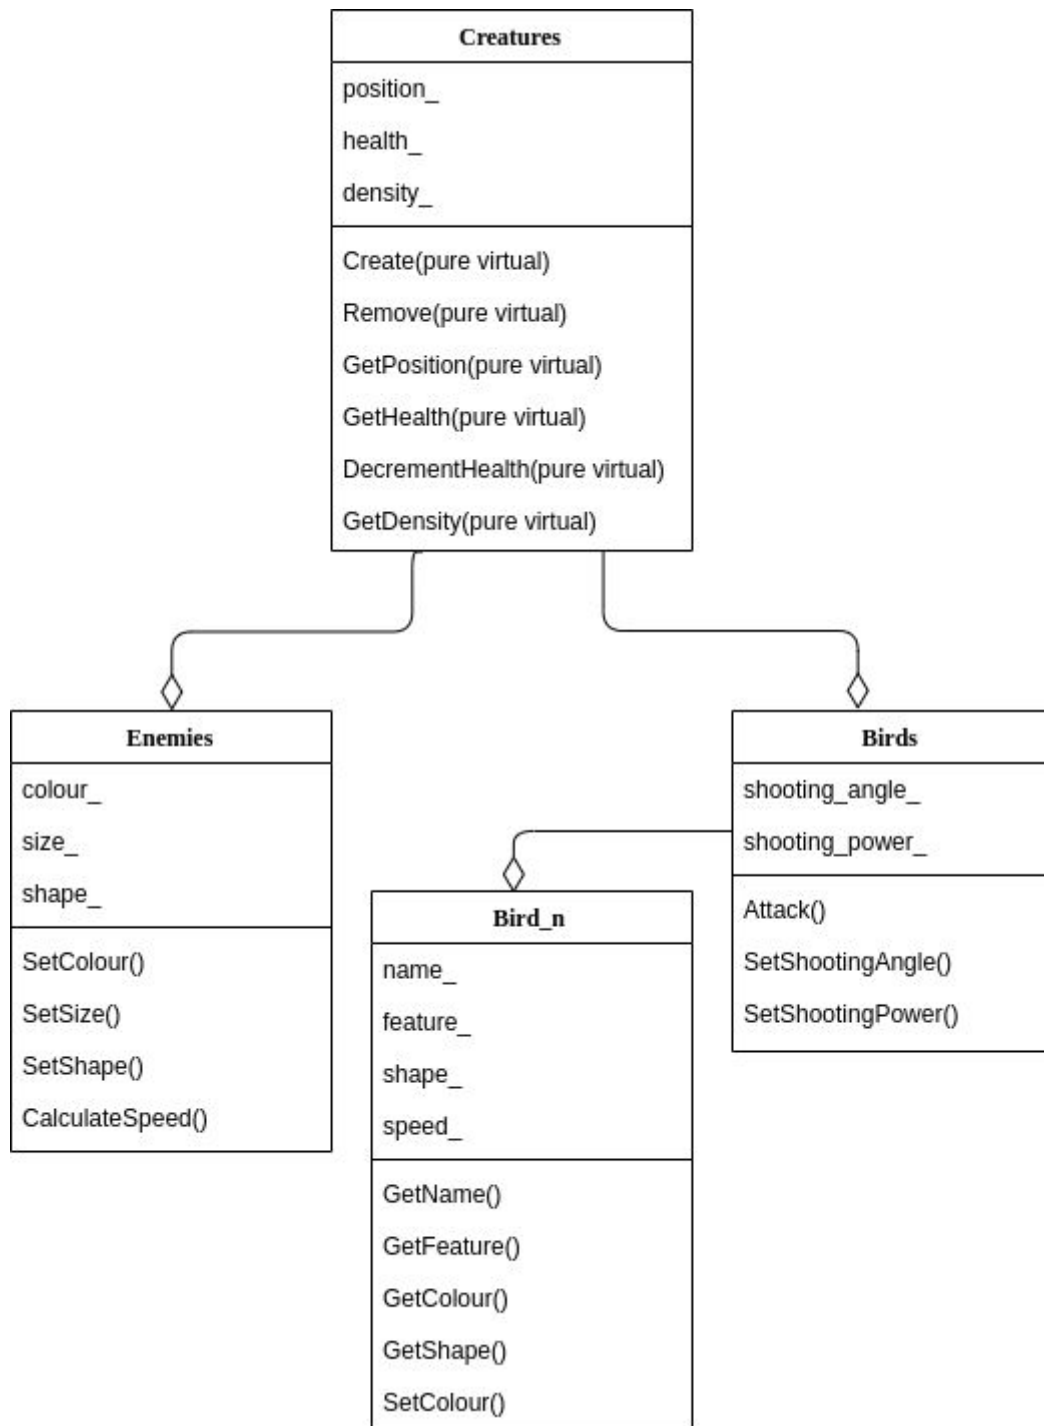 Creatures
position_
health_
density_
Create(pure virtual)
Remove(pure virtual)
GetPosition(pure virtual)
GetHealth(pure virtual)
DecrementHealth(pure virtual)
GetDensity(pure virtual)
Enemies
colour_
size_
shape_
SetColour()
SetSize()
SetShape()
CalculateSpeed()
Birds
shooting_angle_
shooting_power_
Attack()
SetShootingAngle()
SetShootingPower()
Bird_n
name_
feature_
shape_
speed_
GetName()
GetFeature()
GetColour()
GetShape()
SetColour()